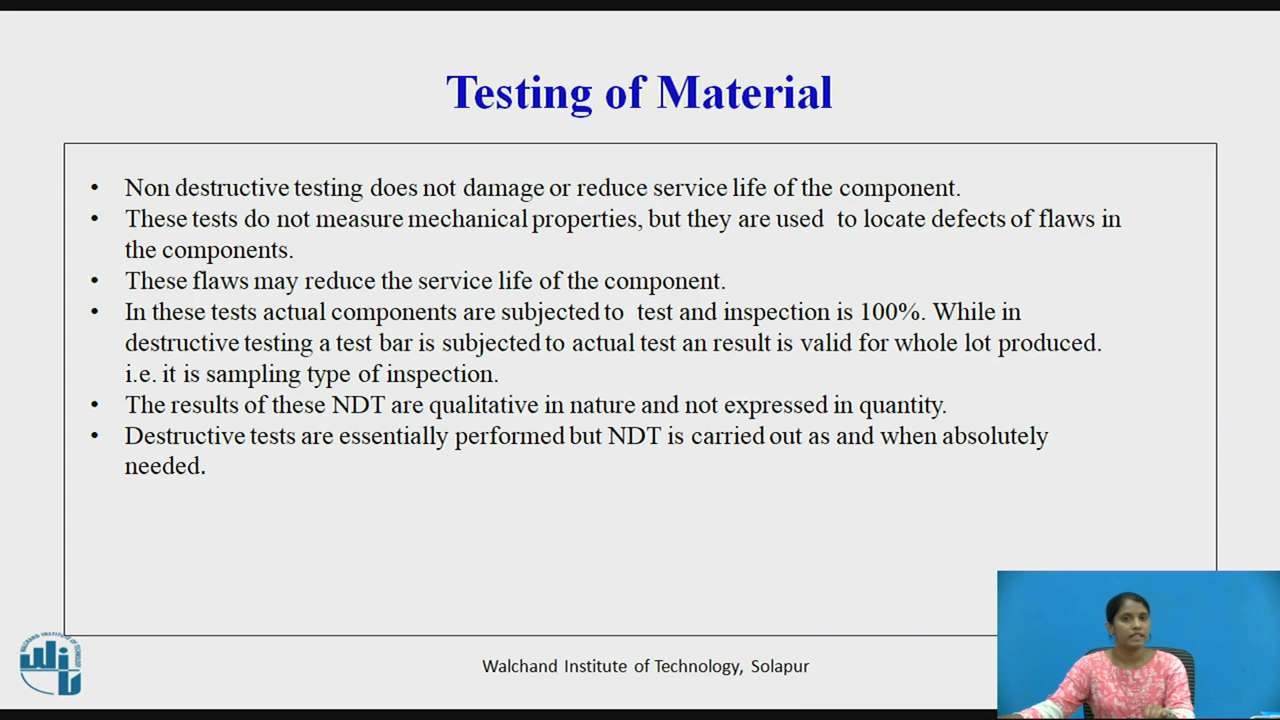 Testing of Material
• Non destructive testing does not damage or reduce service life of the component.
• These tests do not measure mechanical properties, but they are used to locate defects of flaws in
the components.
• These flaws may reduce the service life of the component.
• In these tests actual components are subjected to test and inspection is 100%. While in
destructive testing a test bar is subjected to actual test an result is valid for whole lot produced.
i.e. it is sampling type of inspection.
• The results of these NDT are qualitative in nature and not expressed in quantity.
• Destructive tests are essentially performed but NDT is carried out as and when absolutely
needed.
WALCHAND INSTITUTE OF TECHNOLOGY
WIT
Walchand Institute of Technology, Solapur